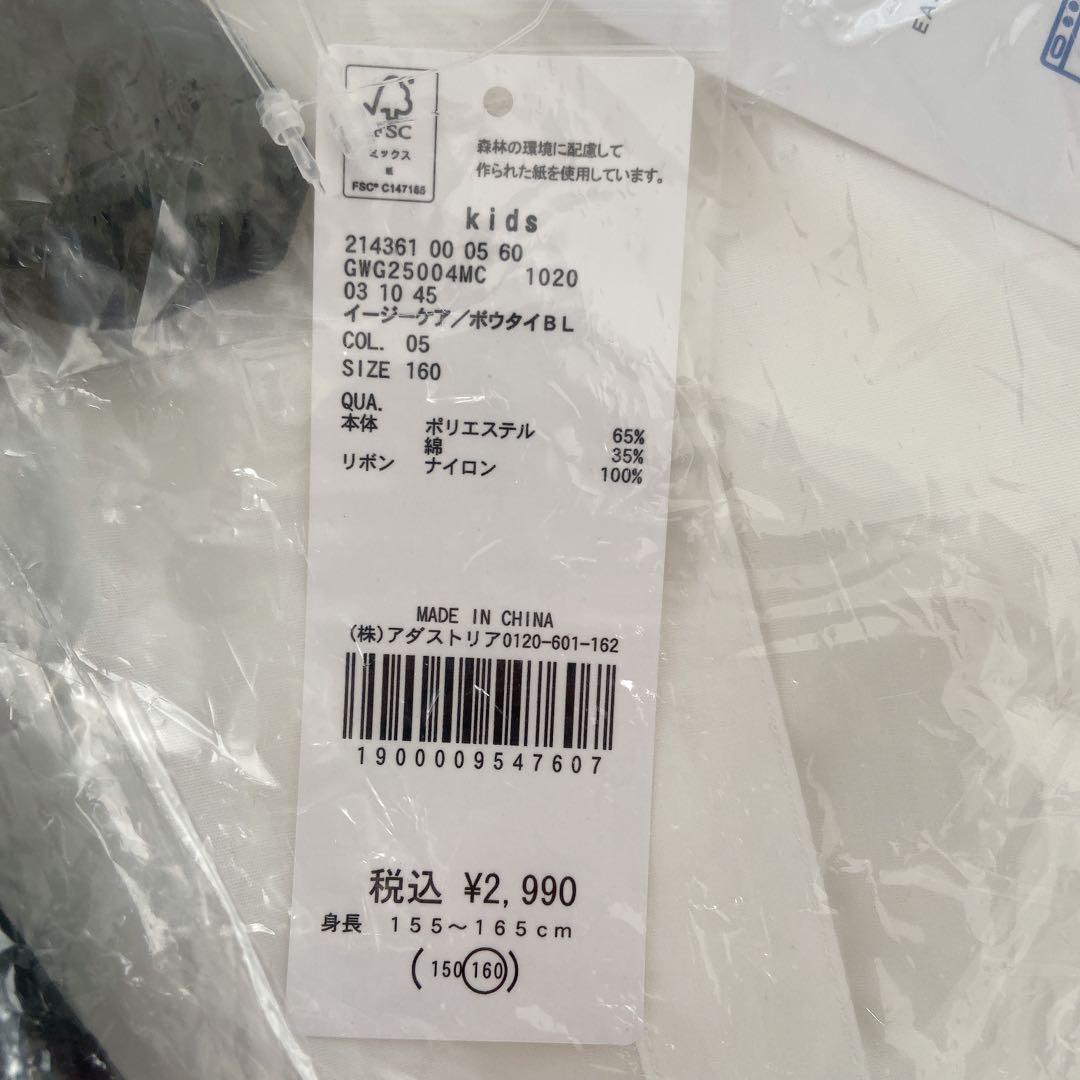 FSC
ミックス
紙
FSC® C147165
森林の環境に配慮して
作られた紙を使用しています。
kids
214361 00 05 60
GWG25004MC 1020
03 10 45
イージーケア/ボウタイBL
COL. 05
SIZE 160
QUA.
本体 ポリエステル 65%
綿 35%
リボン ナイロン 100%
MADE IN CHINA
(株)アダストリア0120-601-162
1900009547607
税込 ¥2,990
身長 155~165cm
(150 160)